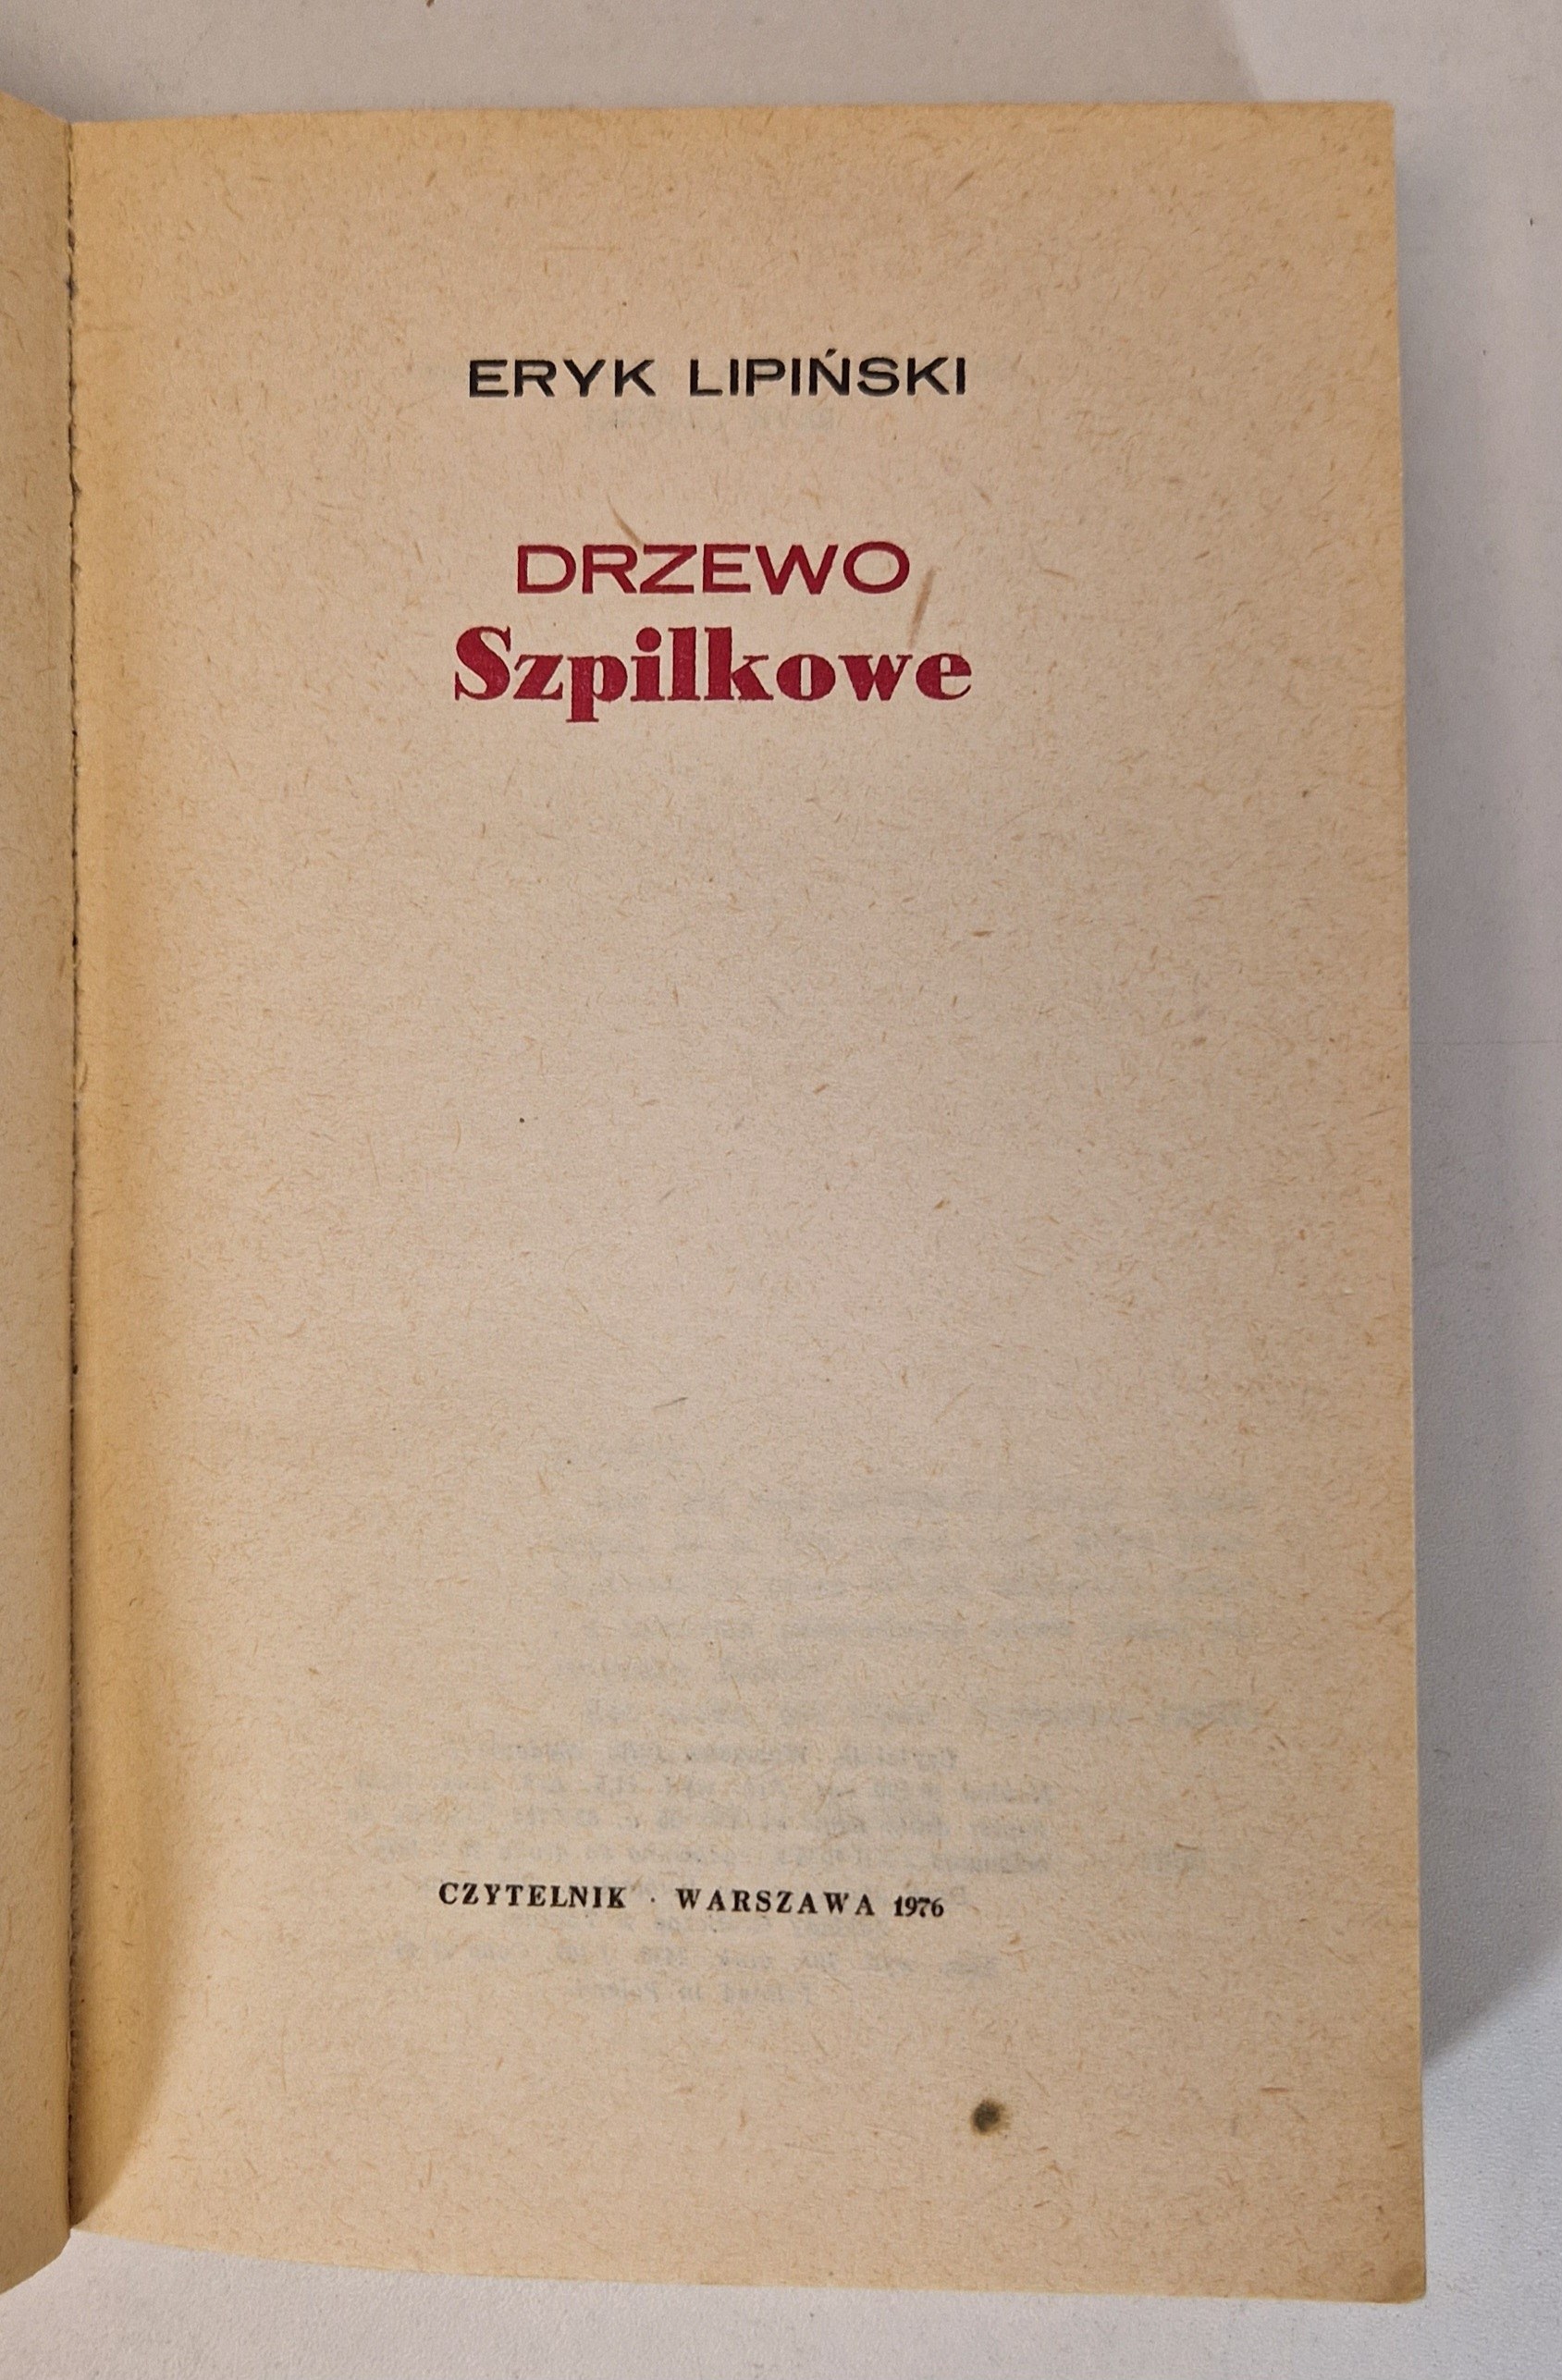 ERYK LIPIŃSKI
DRZEWO
Szpilkowe
CZYTELNIK · WARSZAWA 1976